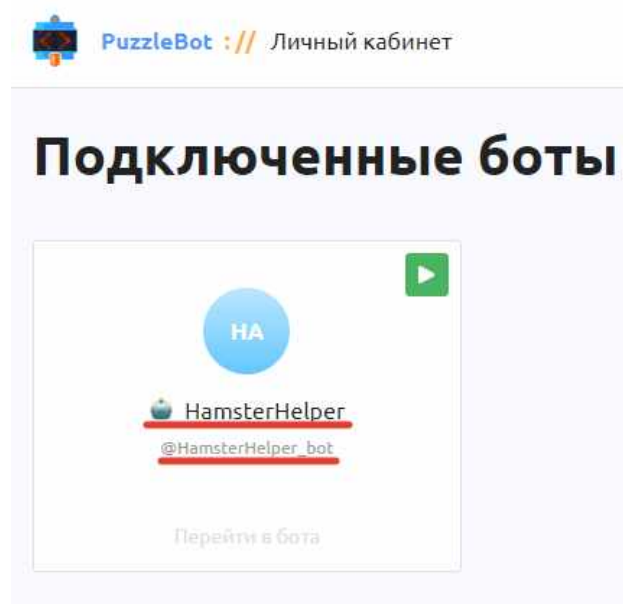 PuzzleBot :// Личный кабинет
Подключенные боты
HA
HamsterHelper
@HamsterHelper_bot
Перейти в бота